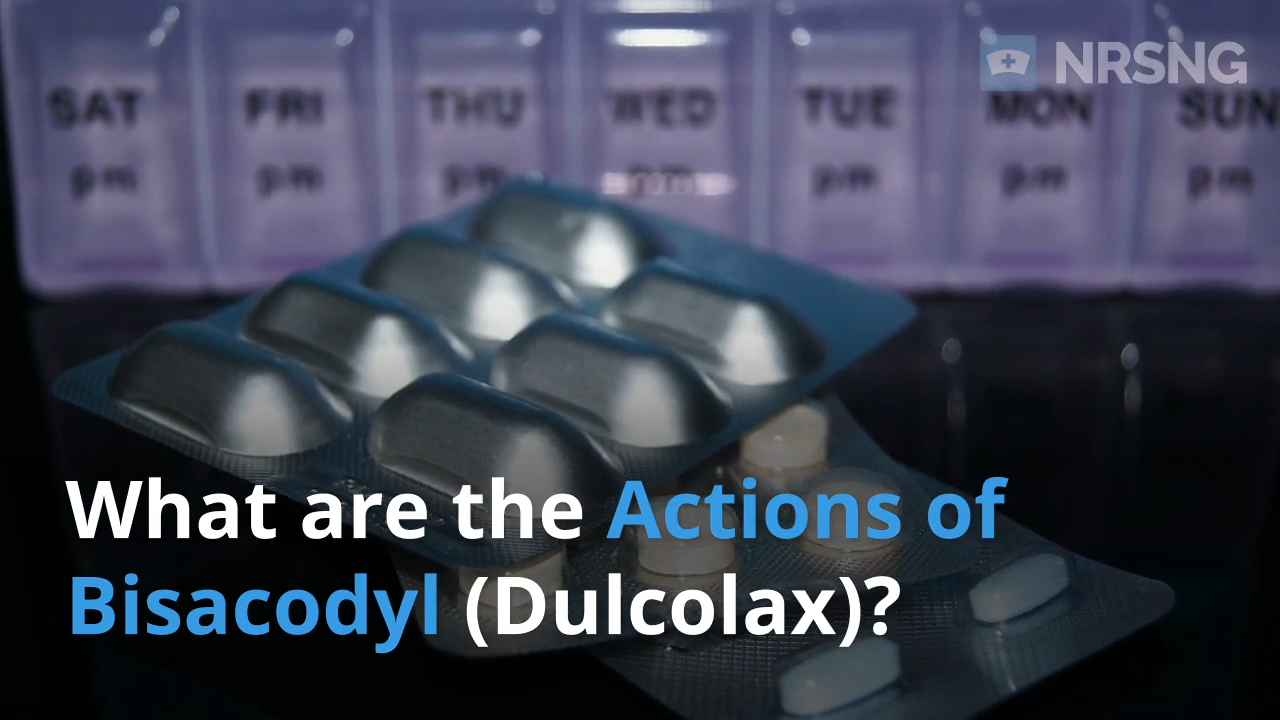 NRSNG
SAT FRI THU WED TUE MON SUN
pm pm pm pm pm pm
What are the Actions of
Bisacodyl (Dulcolax)?